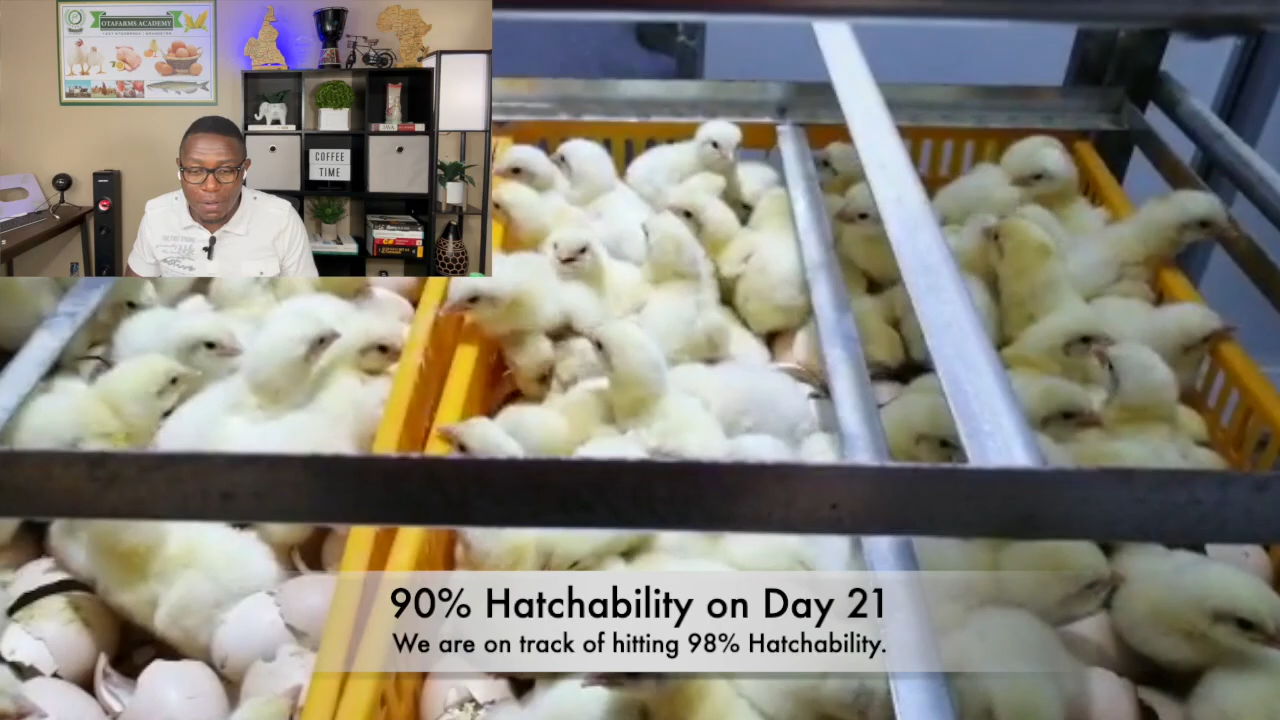 OTAFARMS ACADEMY
COFFEE
TIME
90% Hatchability on Day 21
We are on track of hitting 98% Hatchability.